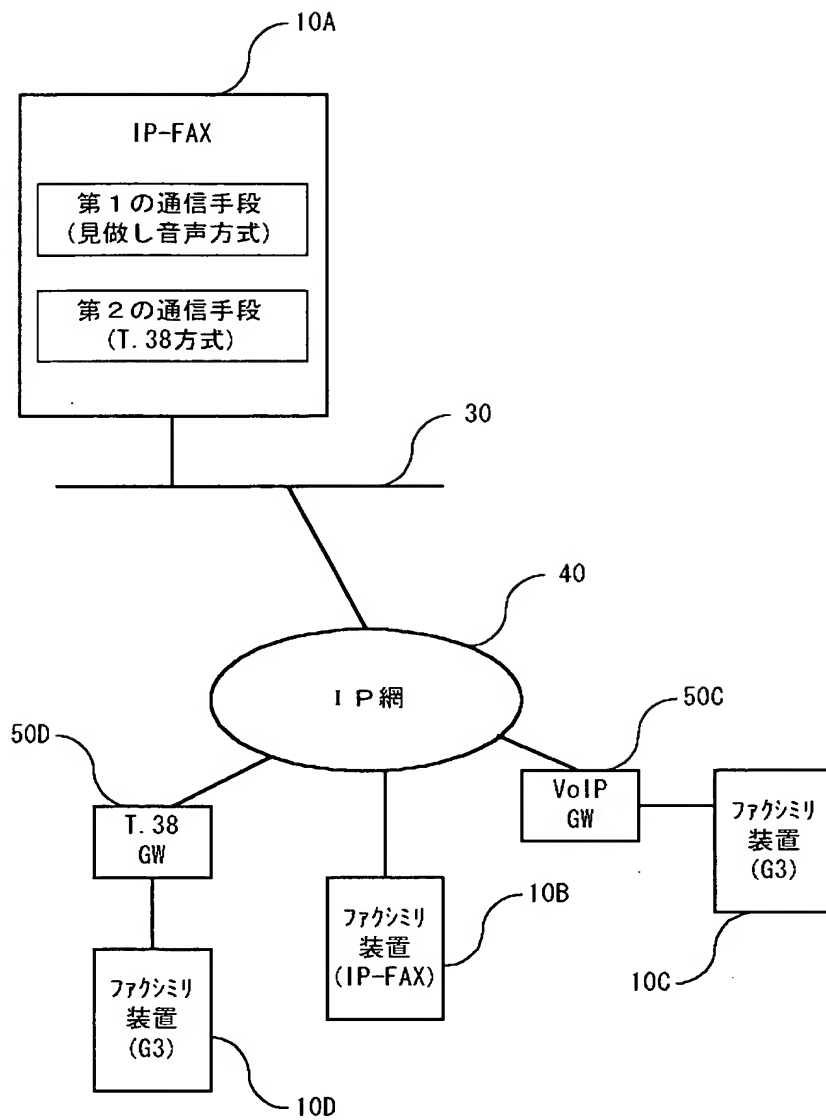 10A
IP-FAX
第1の通信手段
(見做し音声方式)
第2の通信手段
(T.38方式)
30
40
IP網
50D
50C
T.38
GW
VoIP
GW
ファクシミリ
装置
(G3)
ファクシミリ
装置
(IP-FAX)
10B
10C
ファクシミリ
装置
(G3)
10D